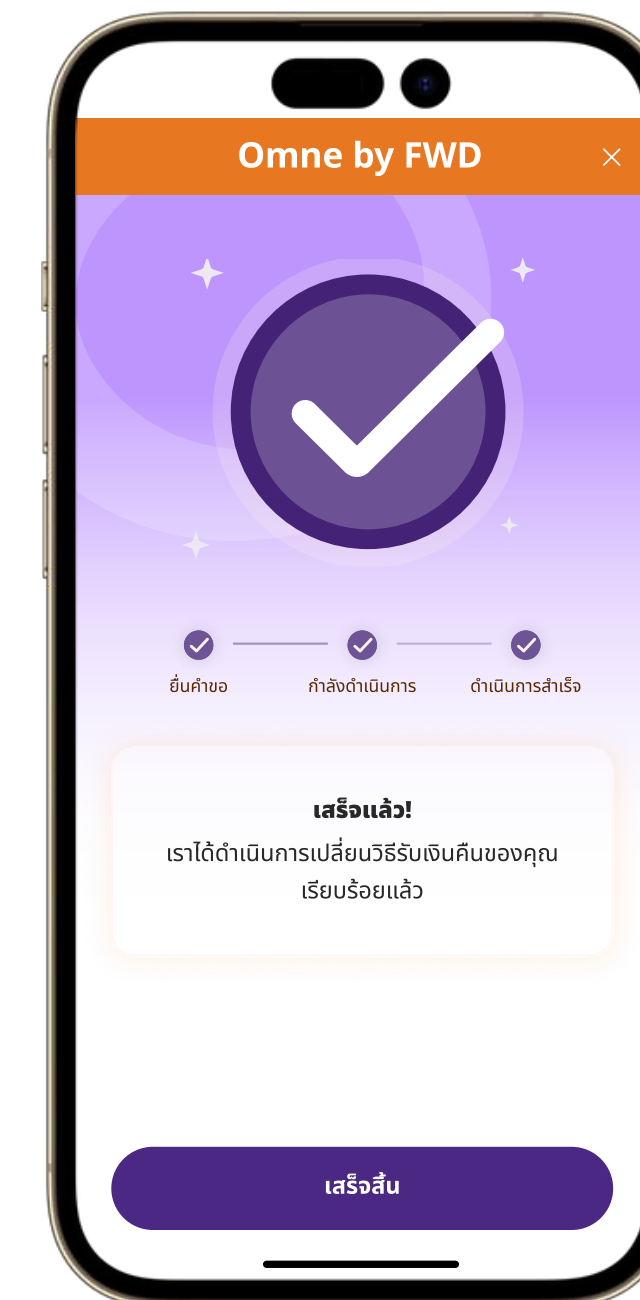 Omne by FWD
ยื่นคำขอ กำลังดำเนินการ ดำเนินการสำเร็จ
เสร็จแล้ว!
เราได้ดำเนินการเปลี่ยนวิธีรับเงินคืนของคุณ
เรียบร้อยแล้ว
เสร็จสิ้น